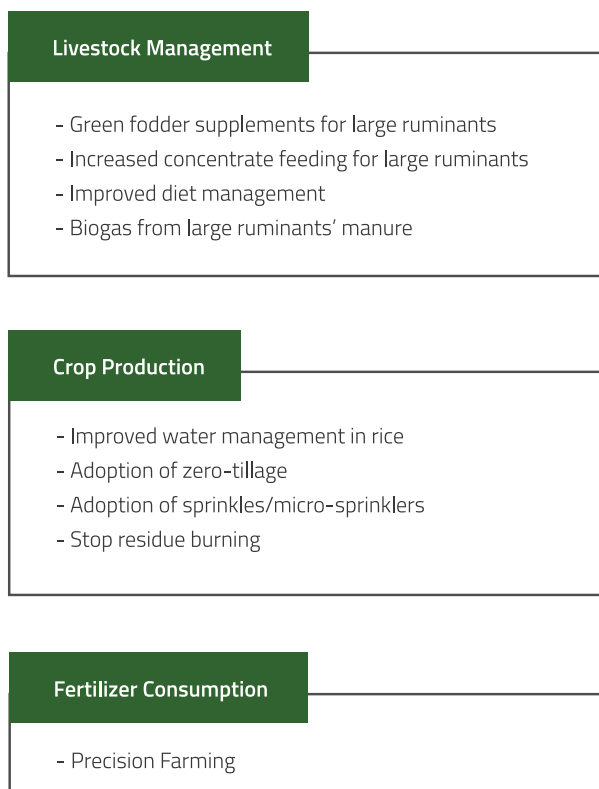 Livestock Management
- Green fodder supplements for large ruminants
- Increased concentrate feeding for large ruminants
- Improved diet management
- Biogas from large ruminants’ manure
Crop Production
- Improved water management in rice
- Adoption of zero-tillage
- Adoption of sprinkles/micro-sprinklers
- Stop residue burning
Fertilizer Consumption
- Precision Farming